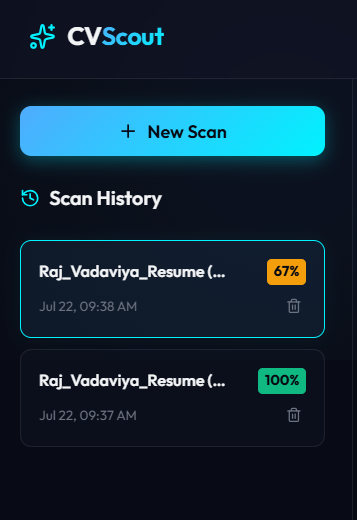 CVScout
New Scan
Scan History
Raj_Vadaviya_Resume (... 67%
Jul 22, 09:38 AM
Raj_Vadaviya_Resume (... 100%
Jul 22, 09:37 AM